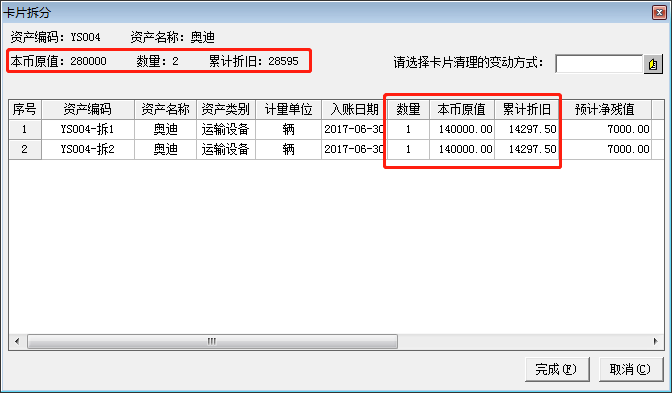 卡片拆分
资产编码: YS004 资产名称: 奥迪
本币原值: 280000 数量: 2 累计折旧: 28595 请选择卡片清理的变动方式:
序号 资产编码 资产名称 资产类别 计量单位 入账日期 数量 本币原值 累计折旧 预计净残值
1 YS004-拆1 奥迪 运输设备 辆 2017-06-30 1 140000.00 14297.50 7000.00
2 YS004-拆2 奥迪 运输设备 辆 2017-06-30 1 140000.00 14297.50 7000.00
完成(F) 取消(C)